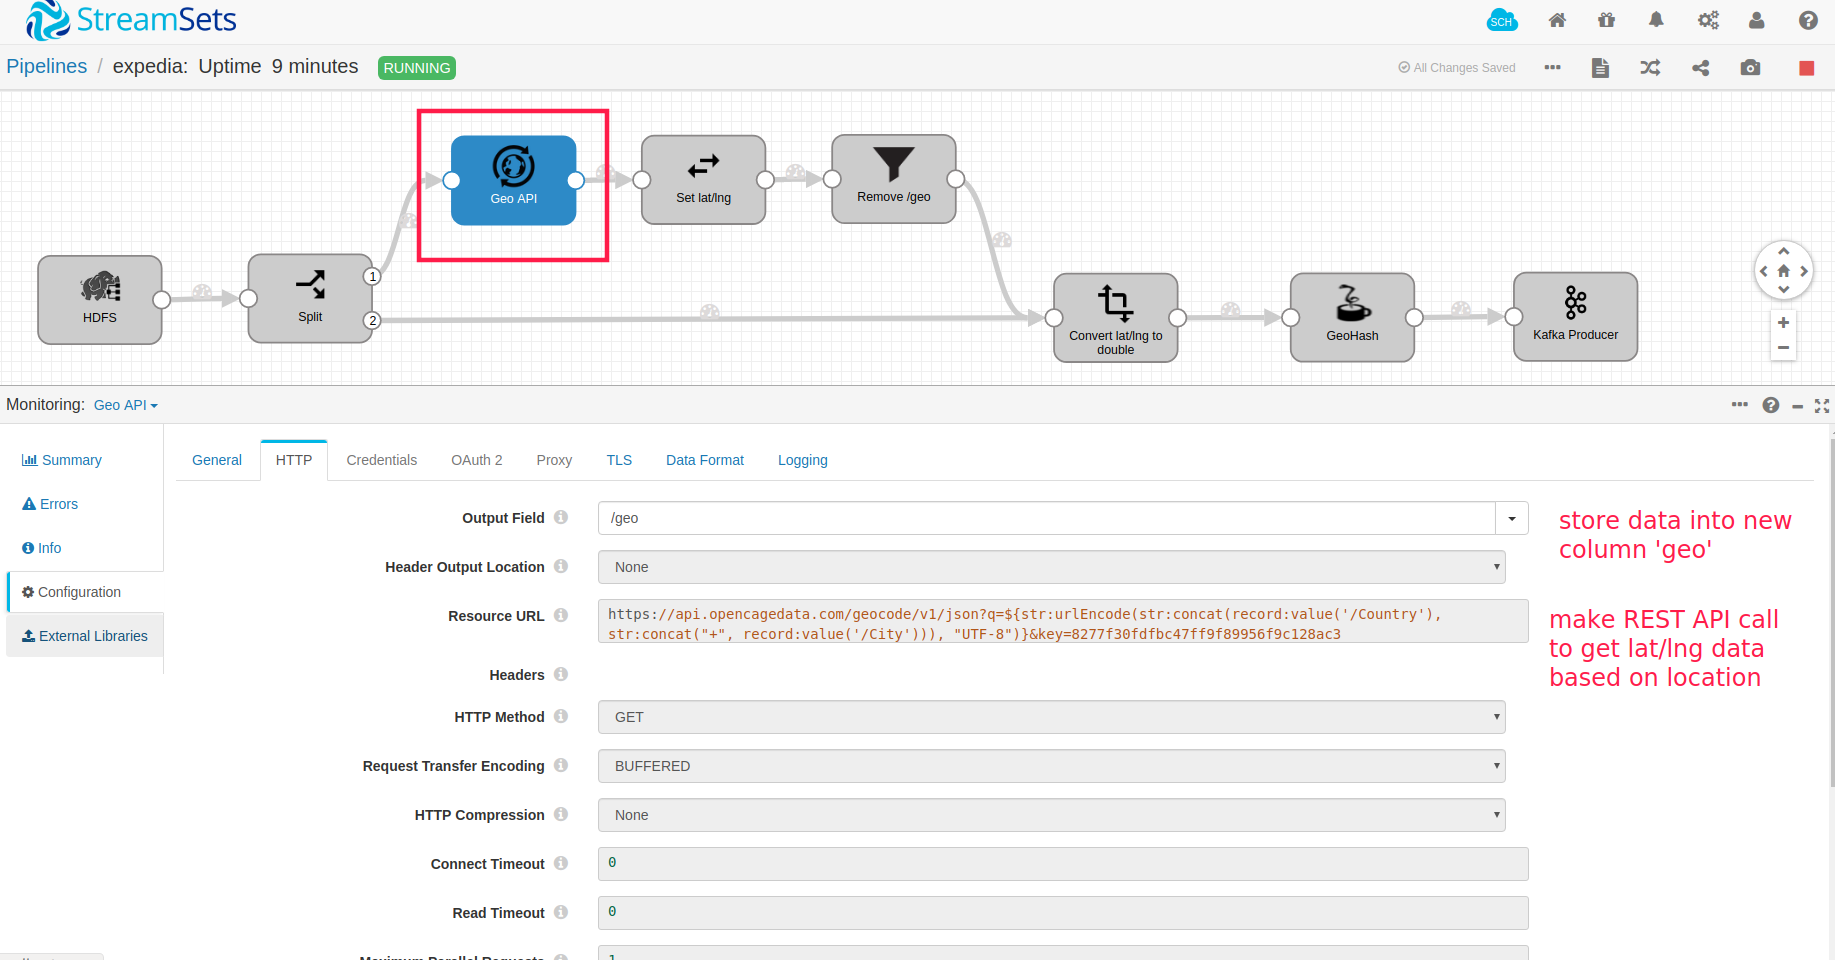 StreamSets
SCH
Pipelines / expedia: Uptime 9 minutes RUNNING
All Changes Saved
Geo API
Set lat/lng
Remove /geo
HDFS
Split
1
2
Convert lat/lng to
double
GeoHash
Kafka Producer
Monitoring: Geo API
Summary
Errors
Info
Configuration
External Libraries
General HTTP Credentials OAuth 2 Proxy TLS Data Format Logging
Output Field /geo
Header Output Location None
Resource URL https://api.opencagedata.com/geocode/v1/json?q=${str:urlEncode(str:concat(record:value('/Country'),
str:concat("+", record:value('/City'))), "UTF-8")}&key=8277f30fdfbc47ff9f89956f9c128ac3
Headers
HTTP Method GET
Request Transfer Encoding BUFFERED
HTTP Compression None
Connect Timeout 0
Read Timeout 0
Maximum Parallel Requests 1
store data into new
column 'geo'
make REST API call
to get lat/lng data
based on location